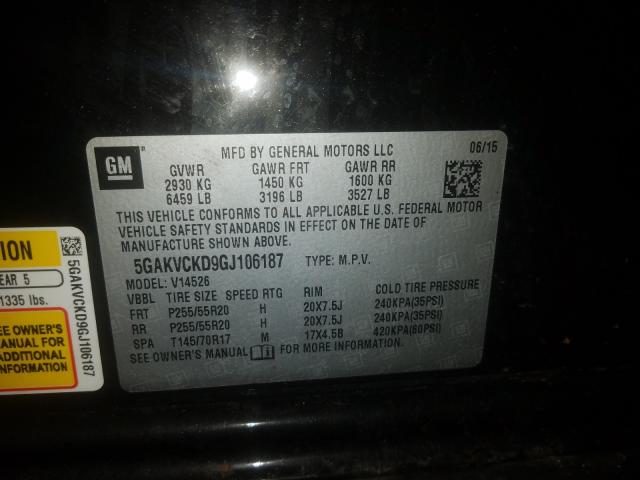 GM
MFD BY GENERAL MOTORS LLC 06/15
GVWR GAWR FRT GAWR RR
2930 KG 1450 KG 1600 KG
6459 LB 3196 LB 3527 LB
THIS VEHICLE CONFORMS TO ALL APPLICABLE U.S. FEDERAL MOTOR
VEHICLE SAFETY STANDARDS IN EFFECT ON THE DATE OF
MANUFACTURE SHOWN ABOVE.
5GAKVCKD9GJ106187 TYPE: M.P.V.
MODEL: V14526
VBBL TIRE SIZE SPEED RTG RIM COLD TIRE PRESSURE
FRT P255/55R20 H 20X7.5J 240KPA(35PSI)
RR P255/55R20 H 20X7.5J 240KPA(35PSI)
SPA T145/70R17 M 17X4.5B 420KPA(60PSI)
SEE OWNER'S MANUAL FOR MORE INFORMATION.
ION
EAR 5
1335 lbs.
SEE OWNER'S
MANUAL FOR
ADDITIONAL
INFORMATION
5GAKVCKD9GJ106187